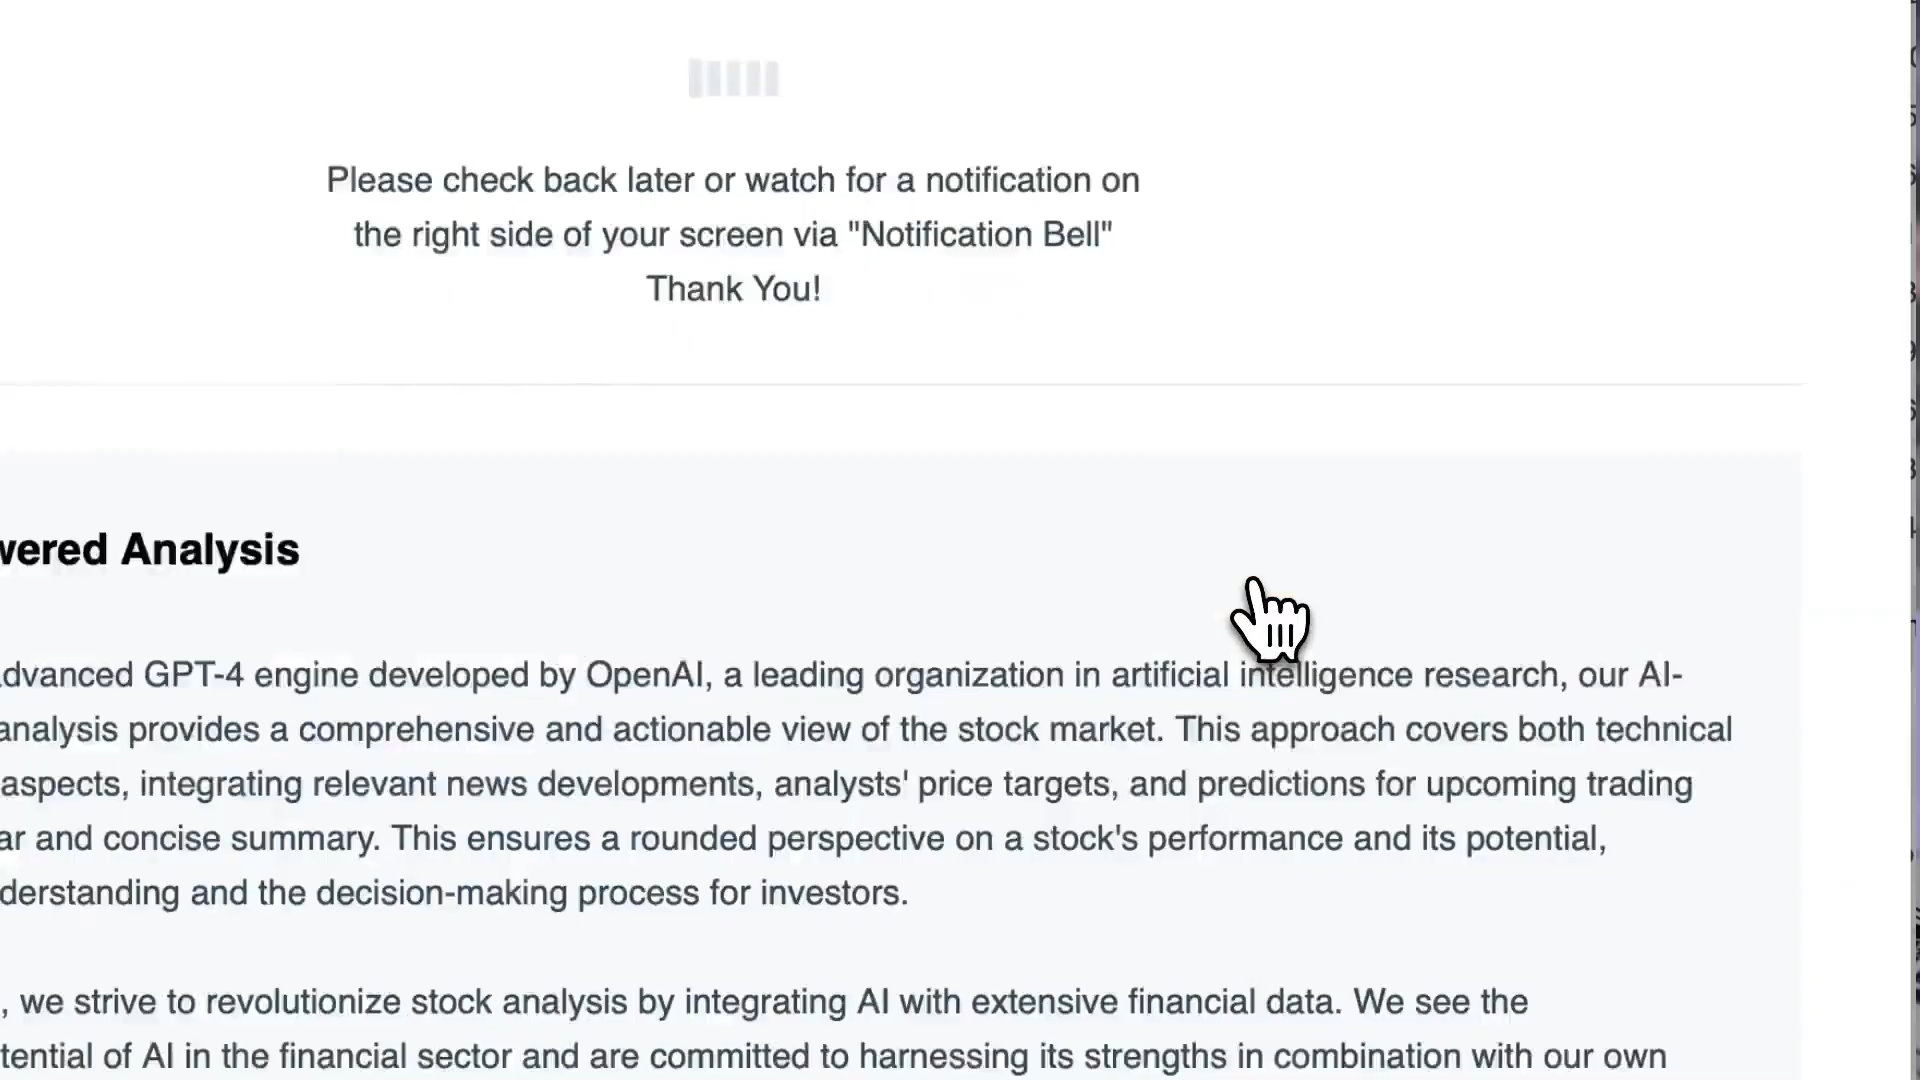 Please check back later or watch for a notification on
the right side of your screen via "Notification Bell"
Thank You!
Analysis
GPT-4 engine developed by OpenAI, a leading organization in artificial intelligence research, our AI-
analysis provides a comprehensive and actionable view of the stock market. This approach covers both technical
aspects, integrating relevant news developments, analysts' price targets, and predictions for upcoming trading
and concise summary. This ensures a rounded perspective on a stock's performance and its potential,
and the decision-making process for investors.
, we strive to revolutionize stock analysis by integrating AI with extensive financial data. We see the
of AI in the financial sector and are committed to harnessing its strengths in combination with our own